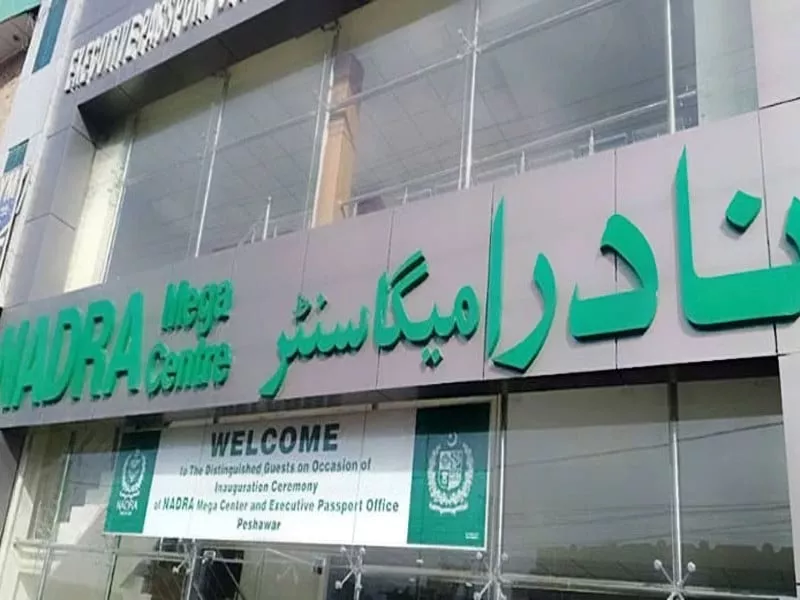 EXECUTIVE PASSPORT
NADRA Mega
Centre
نادرا میگا سنٹر
WELCOME
to The Distinguished Guests on Occasion of
Inauguration Ceremony
of NADRA Mega Center and Executive Passport Office
Peshawar
NADRA